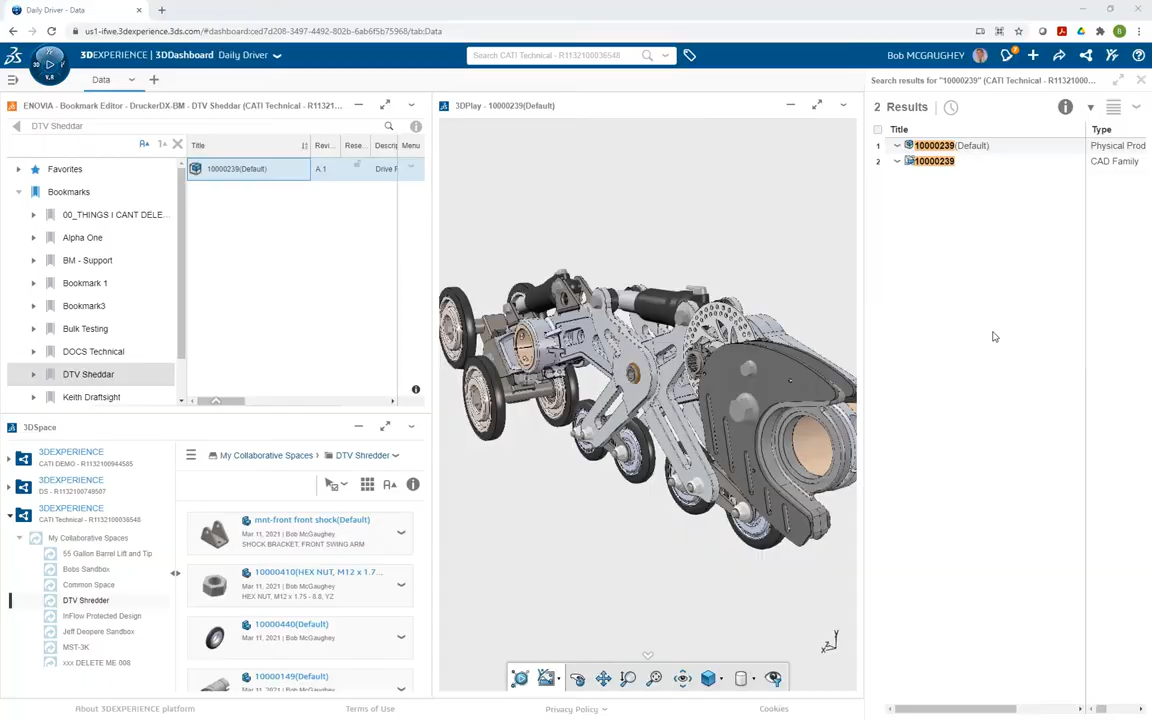 Daily Driver - Data
us1-ifwe.3dexperience.3ds.com/#dashboard:ced7d208-3497-4492-802b-6ab6f5b75968/tab:Data
B
3DEXPERIENCE | 3DDashboard Daily Driver
Search CATI Technical - R1132100036548
Bob MCGAUGHEY
3D
V,R
Data
Search results for "10000239" (CATI Technical - R1132100...
ENOVIA - Bookmark Editor - DruckerDX-BM - DTV Sheddar (CATI Technical - R11321...
3DPlay - 10000239(Default)
2 Results
DTV Sheddar
Title
Revi...
Rese...
Descrip
Menu
Title
Type
10000239(Default)
A.1
Drive F
1
10000239(Default)
Physical Prod
2
10000239
CAD Family
Favorites
Bookmarks
00_THINGS I CANT DELE...
Alpha One
BM - Support
Bookmark 1
Bookmark3
Bulk Testing
DOCS Technical
DTV Sheddar
Keith Draftsight
3DSpace
3DEXPERIENCE
CATI DEMO - R1132100944585
3DEXPERIENCE
DS - R1132100749507
3DEXPERIENCE
CATI Technical - R1132100036548
My Collaborative Spaces
55 Gallon Barrel Lift and Tip
Bobs Sandbox
Common Space
DTV Shredder
InFlow Protected Design
Jeff Deopere Sandbox
MST-3K
xxx DELETE ME 008
My Collaborative Spaces
DTV Shredder
mnt-front front shock(Default)
Mar 11, 2021 | Bob McGaughey
SHOCK BRACKET, FRONT SWING ARM
10000410(HEX NUT, M12 x 1.7...
Mar 11, 2021 | Bob McGaughey
HEX NUT, M12 x 1.75 - 8.8, YZ
10000440(Default)
Mar 11, 2021 | Bob McGaughey
10000149(Default)
Mar 11, 2021 | Bob McGaughey
About 3DEXPERIENCE platform
Terms of Use
Privacy Policy
Cookies